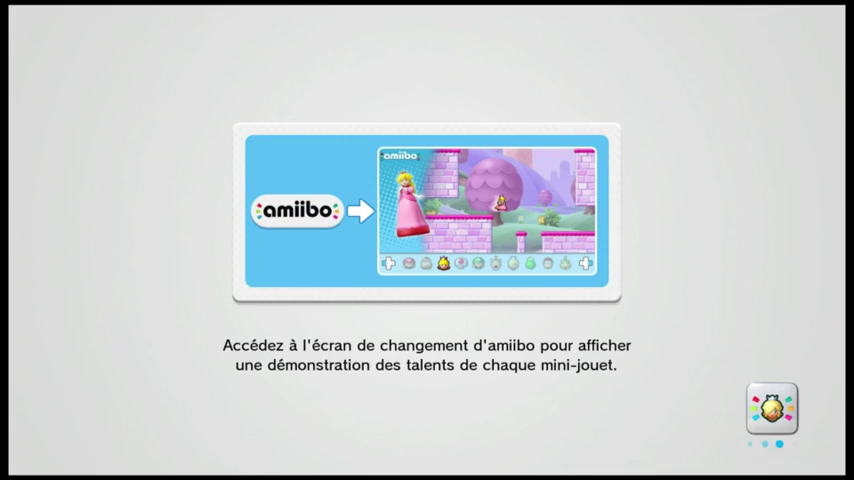 amiibo
amiibo
Accédez à l'écran de changement d'amiibo pour afficher
une démonstration des talents de chaque mini-jouet.